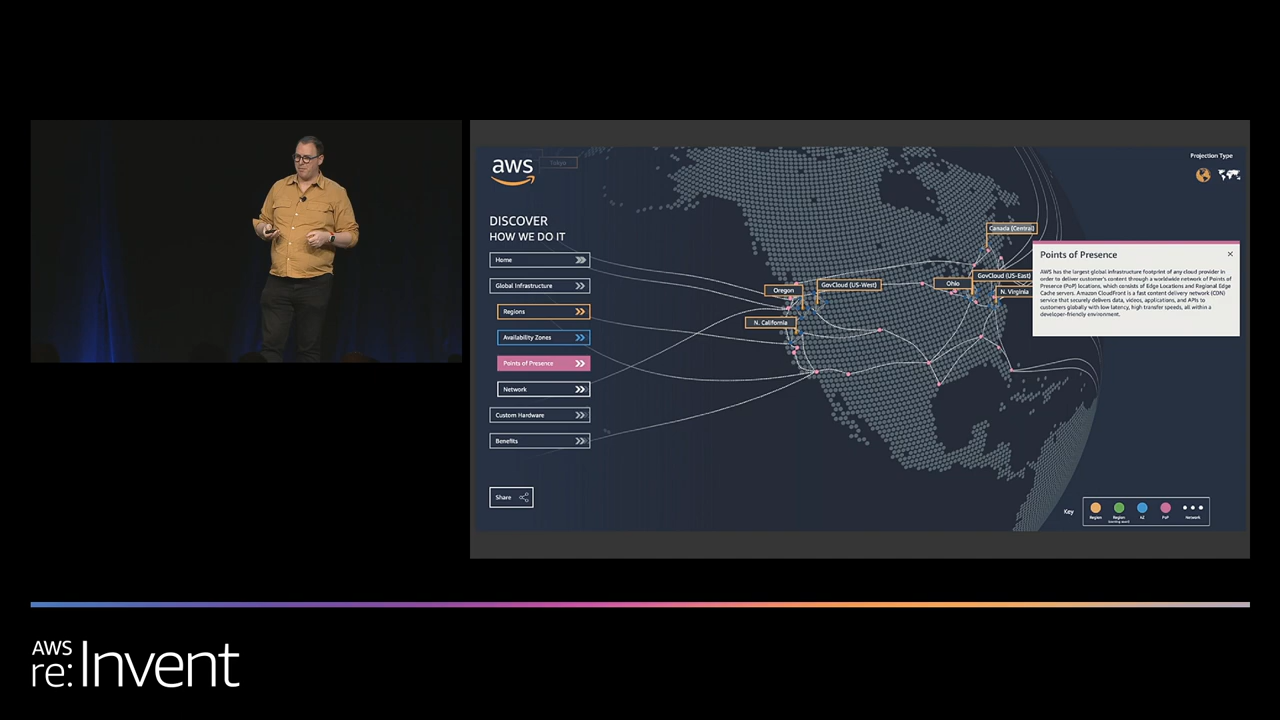 aws
Tokyo
Projection Type
DISCOVER
HOW WE DO IT
Home
Global Infrastructure
Regions
Availability Zones
Points of Presence
Network
Custom Hardware
Benefits
Share
Canada (Central)
Oregon
GovCloud (US-West)
Ohio
GovCloud (US-East)
N. Virginia
N. California
Points of Presence
AWS has the largest global infrastructure footprint of any cloud provider in
order to deliver customer's content through a worldwide network of Points of
Presence (PoP) locations, which consists of Edge Locations and Regional Edge
Cache servers. Amazon CloudFront is a fast content delivery network (CDN)
service that securely delivers data, videos, applications, and APIs to
customers globally with low latency, high transfer speeds, all within a
developer-friendly environment.
Key
Region
Region
(coming soon)
AZ
PoP
Network
AWS
re:Invent